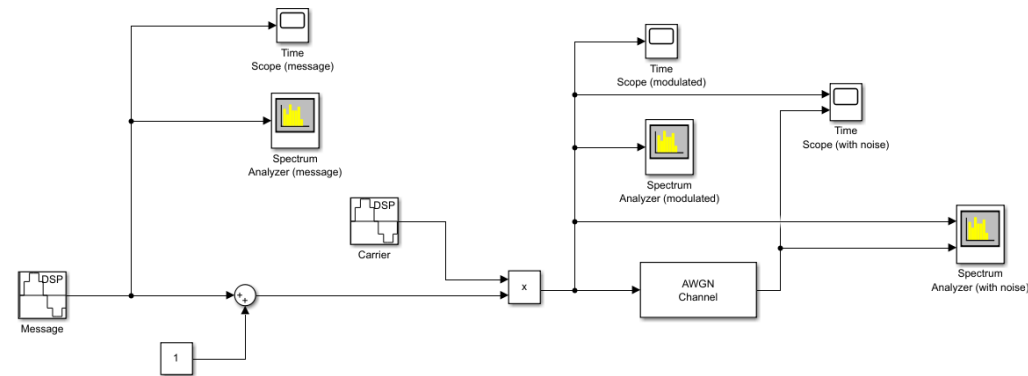 Time
Scope (message)
Time
Scope (modulated)
Time
Scope (with noise)
Spectrum
Analyzer (message)
Spectrum
Analyzer (modulated)
DSP
Carrier
DSP
Message
x
AWGN
Channel
Spectrum
Analyzer (with noise)
+
+
1